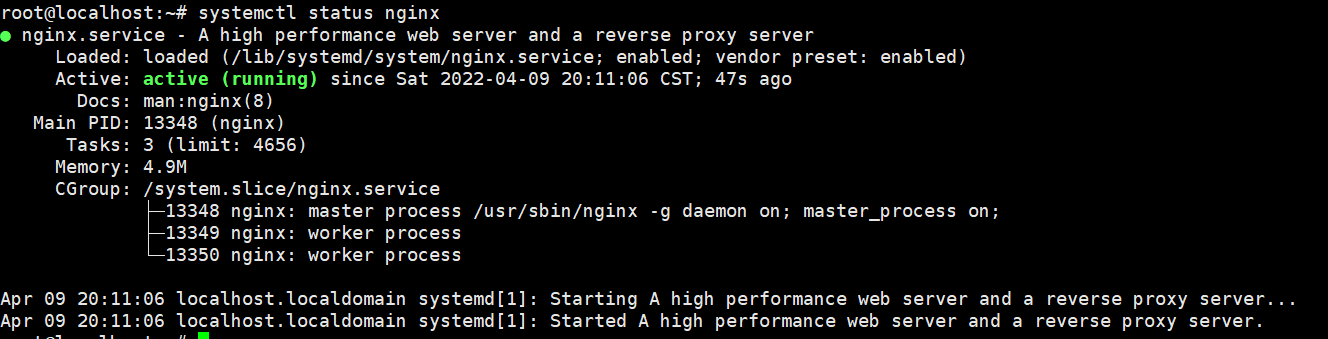 root@localhost:~# systemctl status nginx
● nginx.service - A high performance web server and a reverse proxy server
     Loaded: loaded (/lib/systemd/system/nginx.service; enabled; vendor preset: enabled)
     Active: active (running) since Sat 2022-04-09 20:11:06 CST; 47s ago
       Docs: man:nginx(8)
   Main PID: 13348 (nginx)
      Tasks: 3 (limit: 4656)
     Memory: 4.9M
     CGroup: /system.slice/nginx.service
             ├─13348 nginx: master process /usr/sbin/nginx -g daemon on; master_process on;
             ├─13349 nginx: worker process
             └─13350 nginx: worker process

Apr 09 20:11:06 localhost.localdomain systemd[1]: Starting A high performance web server and a reverse proxy server...
Apr 09 20:11:06 localhost.localdomain systemd[1]: Started A high performance web server and a reverse proxy server.